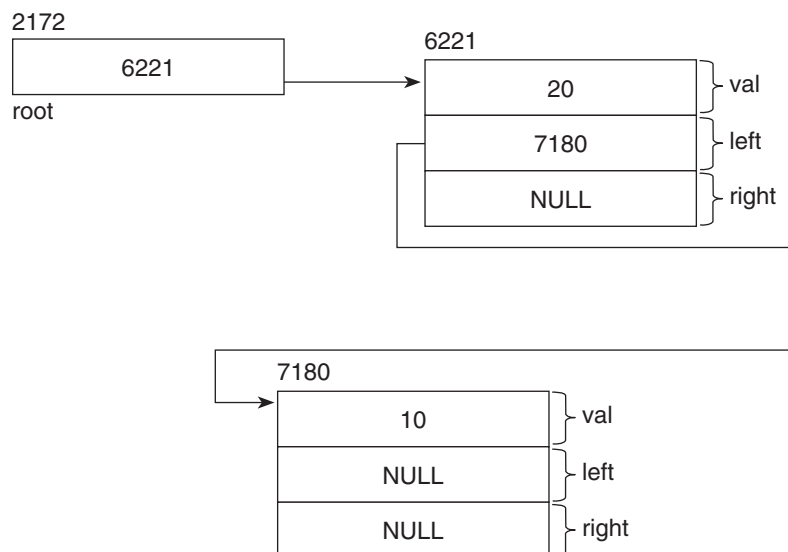 2172
6221
root
6221
20 val
7180 left
NULL right
7180
10 val
NULL left
NULL right